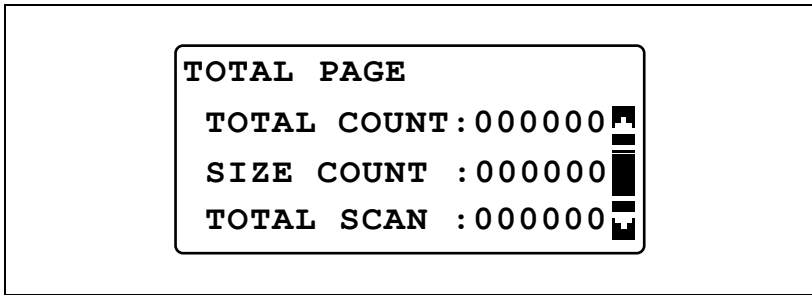 TOTAL PAGE
TOTAL COUNT:000000
SIZE COUNT :000000
TOTAL SCAN :000000